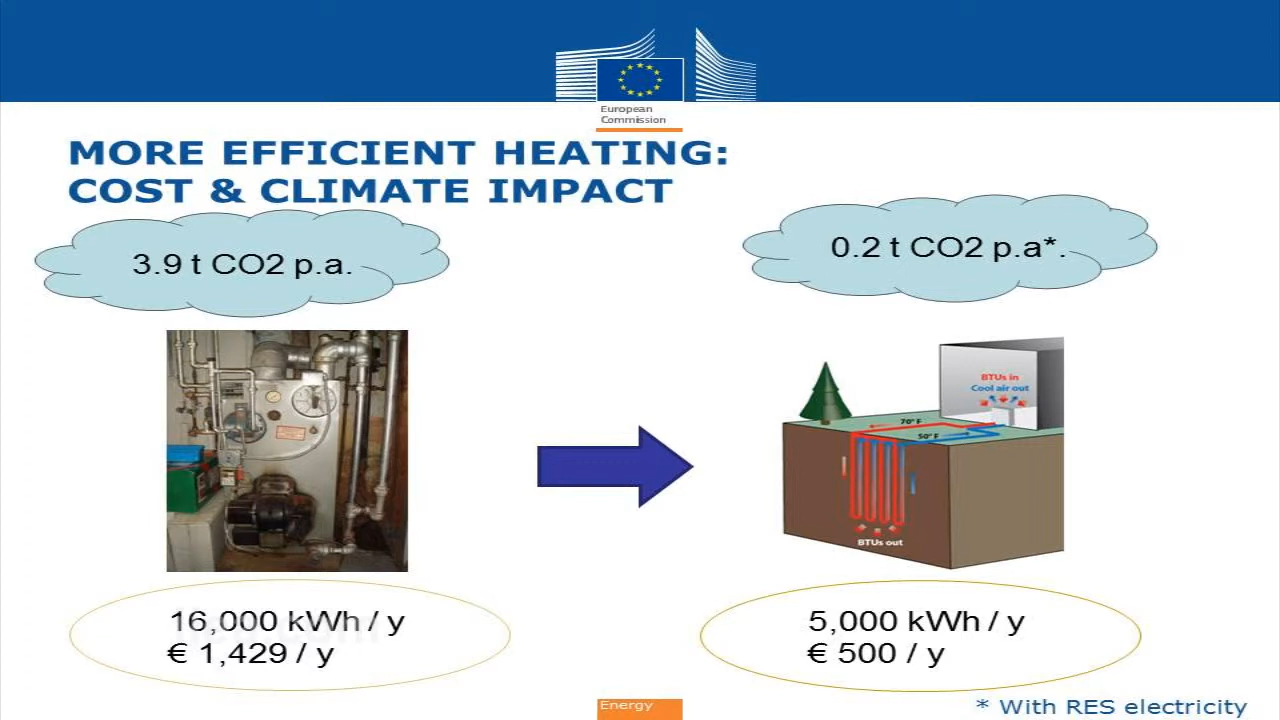 European
Commission
MORE EFFICIENT HEATING:
COST & CLIMATE IMPACT
3.9 t CO2 p.a.
0.2 t CO2 p.a*.
BTUs in
Cool air out
70° F
50° F
BTUs out
16,000 kWh / y
€ 1,429 / y
5,000 kWh / y
€ 500 / y
Energy
* With RES electricity